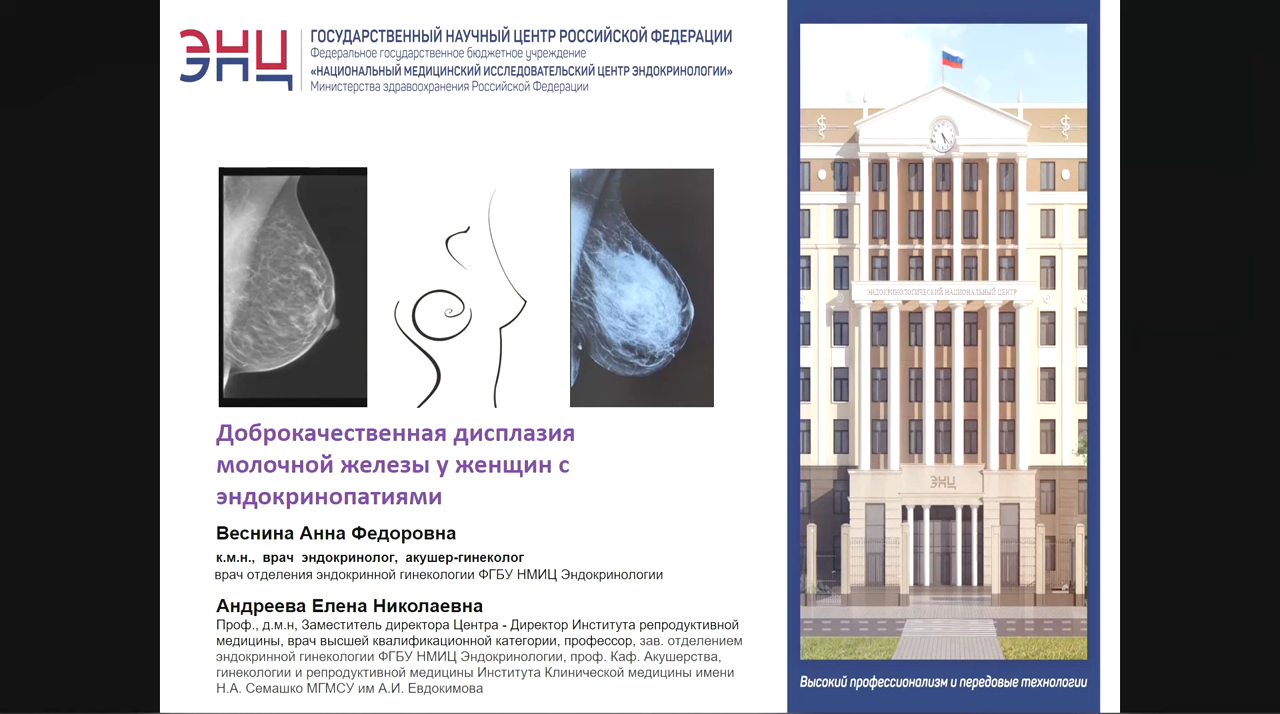 ЭНЦ
ГОСУДАРСТВЕННЫЙ НАУЧНЫЙ ЦЕНТР РОССИЙСКОЙ ФЕДЕРАЦИИ
Федеральное государственное бюджетное учреждение
«НАЦИОНАЛЬНЫЙ МЕДИЦИНСКИЙ ИССЛЕДОВАТЕЛЬСКИЙ ЦЕНТР ЭНДОКРИНОЛОГИИ»
Министерства здравоохранения Российской Федерации
Доброкачественная дисплазия
молочной железы у женщин с
эндокринопатиями
Веснина Анна Федоровна
к.м.н., врач эндокринолог, акушер-гинеколог
врач отделения эндокринной гинекологии ФГБУ НМИЦ Эндокринологии
Андреева Елена Николаевна
Проф., д.м.н, Заместитель директора Центра - Директор Института репродуктивной
медицины, врач высшей квалификационной категории, профессор, зав. отделением
эндокринной гинекологии ФГБУ НМИЦ Эндокринологии, проф. Каф. Акушерства,
гинекологии и репродуктивной медицины Института Клинической медицины имени
Н.А. Семашко МГМСУ им А.И. Евдокимова
ЭНДОКРИНОЛОГИЧЕСКИЙ НАЦИОНАЛЬНЫЙ ЦЕНТР
ЭНЦ
Высокий профессионализм и передовые технологии